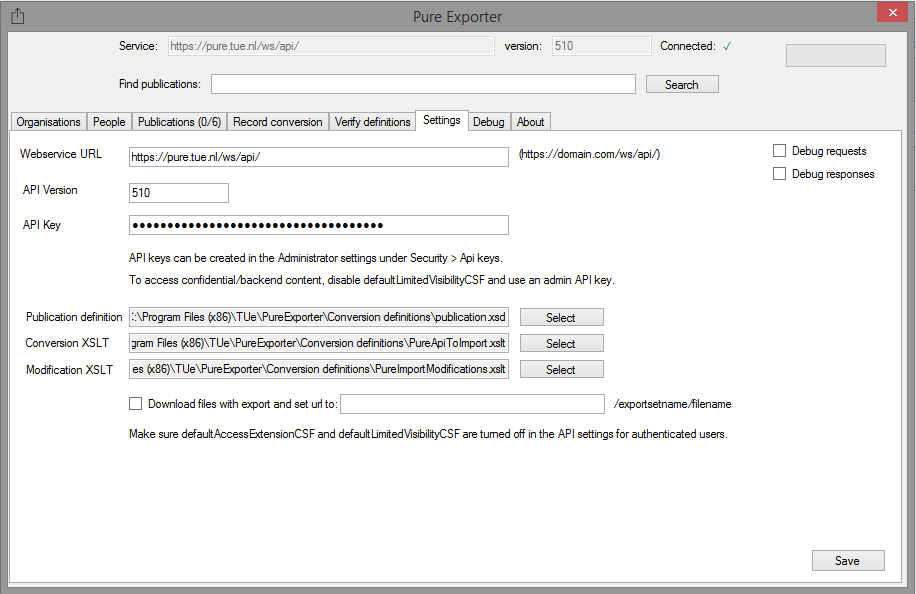 Pure Exporter
Service: https://pure.tue.nl/ws/api/ version: 510 Connected: ✓
Find publications: Search
Organisations People Publications (0/6) Record conversion Verify definitions Settings Debug About
Webservice URL https://pure.tue.nl/ws/api/ (https://domain.com/ws/api/) Debug requests
Debug responses
API Version 510
API Key ●●●●●●●●●●●●●●●●●●●●●●●●●●●●●●●●●●●●
API keys can be created in the Administrator settings under Security > Api keys.
To access confidential/backend content, disable defaultLimitedVisibilityCSF and use an admin API key.
Publication definition :\Program Files (x86)\TUe\PureExporter\Conversion definitions\publication.xsd Select
Conversion XSLT gram Files (x86)\TUe\PureExporter\Conversion definitions\PureApiToImport.xslt Select
Modification XSLT es (x86)\TUe\PureExporter\Conversion definitions\PureImportModifications.xslt Select
Download files with export and set url to: /exportsetname/filename
Make sure defaultAccessExtensionCSF and defaultLimitedVisibilityCSF are turned off in the API settings for authenticated users.
Save